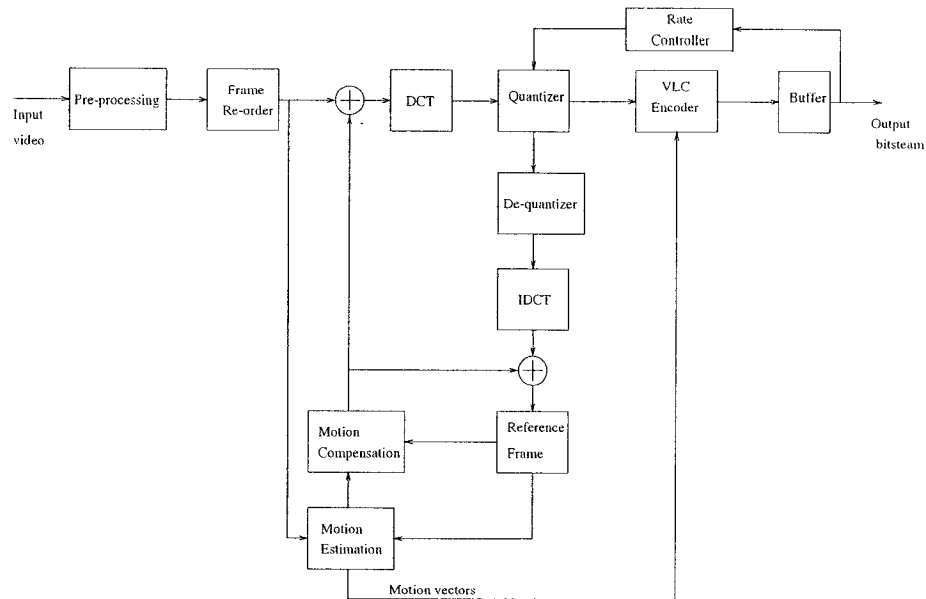 Rate
Controller
Input
video
Pre-processing
Frame
Re-order
DCT
Quantizer
VLC
Encoder
Buffer
Output
bitsteam
De-quantizer
IDCT
Motion
Compensation
Reference
Frame
Motion
Estimation
Motion vectors